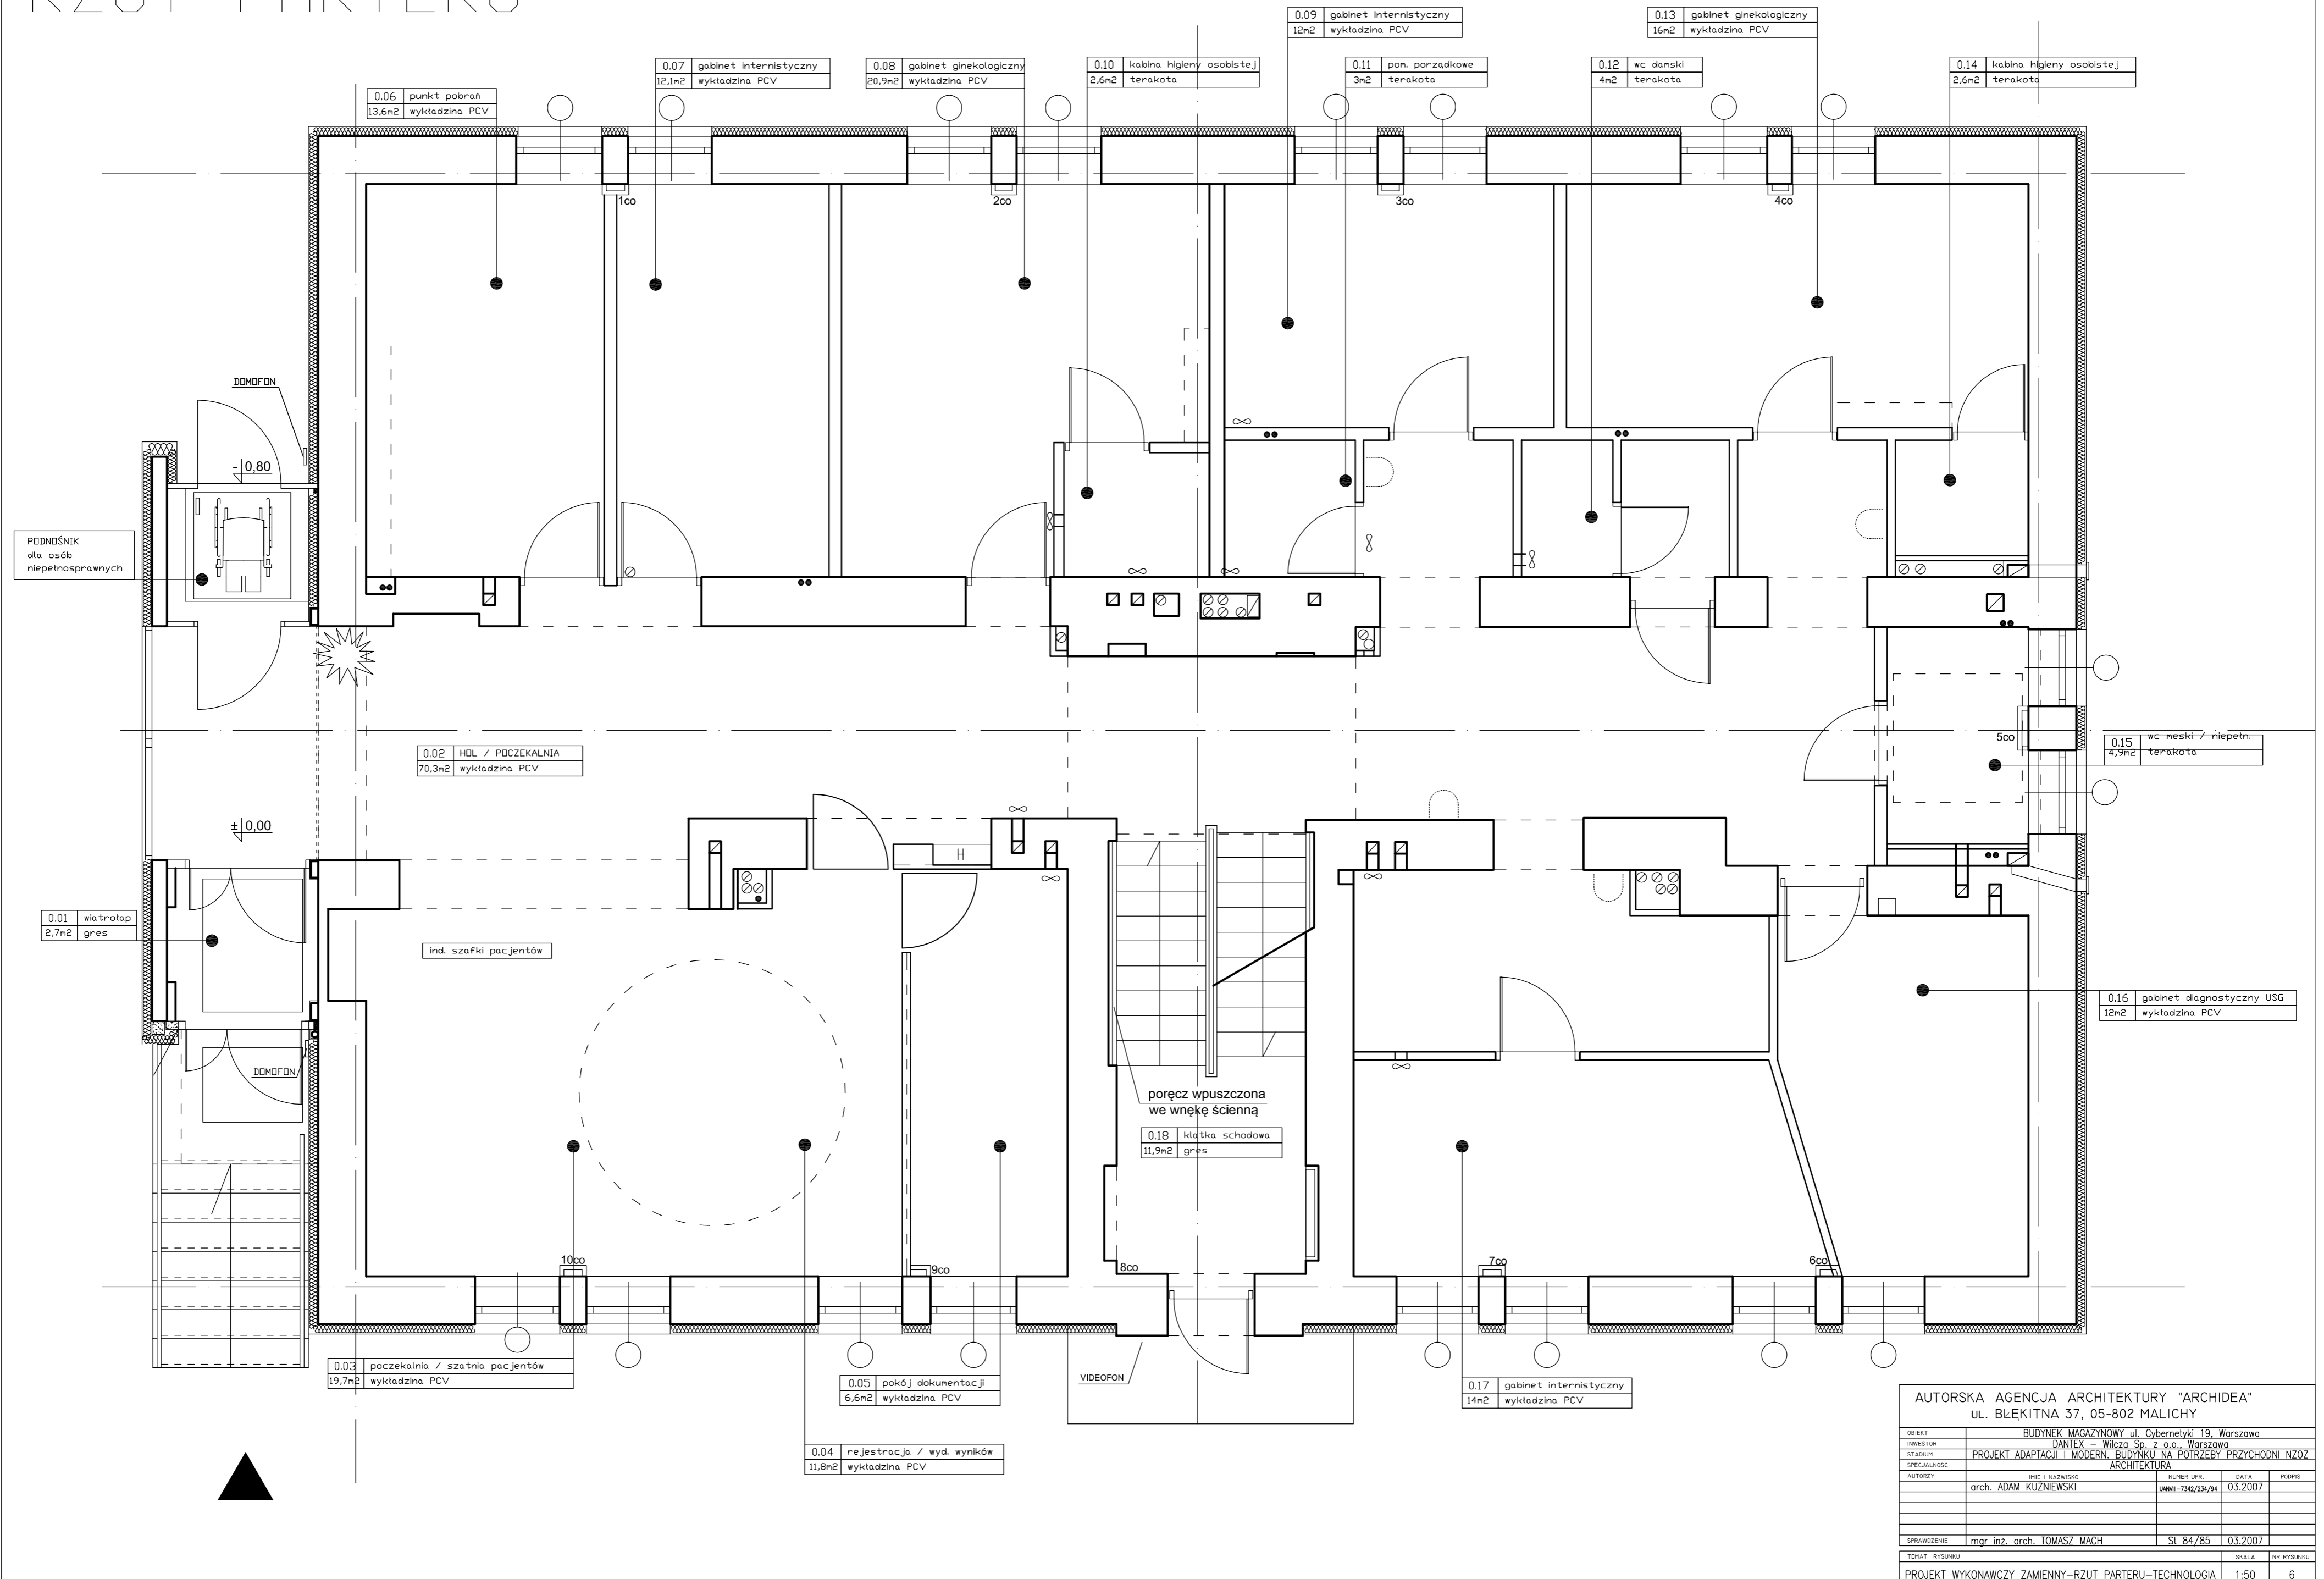 RZUT PARTERU
0.09 gabinet internistyczny
12m2 wykładzina PCV
0.13 gabinet ginekologiczny
16m2 wykładzina PCV
0.07 gabinet internistyczny
12,1m2 wykładzina PCV
0.08 gabinet ginekologiczny
20,9m2 wykładzina PCV
0.10 kabina higieny osobistej
2,6m2 terakota
0.11 pom. porządkowe
3m2 terakota
0.12 wc damski
4m2 terakota
0.14 kabina higieny osobistej
2,6m2 terakota
0.06 punkt pobrań
13,6m2 wykładzina PCV
1co
2co
3co
4co
DOMOFON
- 0,80
PODNOŚNIK
dla osób
niepełnosprawnych
0.02 HOL / POCZEKALNIA
70,3m2 wykładzina PCV
5co
0.15 wc meski / niepełn.
4,9m2 terakota
± 0,00
H
0.01 wiatrołap
2,7m2 gres
ind. szafki pacjentów
0.16 gabinet diagnostyczny USG
12m2 wykładzina PCV
DOMOFON
poręcz wpuszczona
we wnękę ścienną
0.18 klatka schodowa
11,9m2 gres
10co
9co
8co
7co
6co
0.03 poczekalnia / szatnia pacjentów
19,7m2 wykładzina PCV
0.05 pokój dokumentacji
6,6m2 wykładzina PCV
VIDEOFON
0.17 gabinet internistyczny
14m2 wykładzina PCV
0.04 rejestracja / wyd. wyników
11,8m2 wykładzina PCV
AUTORSKA AGENCJA ARCHITEKTURY "ARCHIDEA"
UL. BŁĘKITNA 37, 05-802 MALICHY
OBIEKT BUDYNEK MAGAZYNOWY ul. Cybernetyki 19, Warszawa
INWESTOR DANTEX – Wilcza Sp. z o.o., Warszawa
STADIUM PROJEKT ADAPTACJI I MODERN. BUDYNKU NA POTRZEBY PRZYCHODNI NZOZ
SPECJALNOSC ARCHITEKTURA
AUTORZY IMIĘ I NAZWISKO NUMER UPR. DATA PODPIS
arch. ADAM KUŹNIEWSKI UANVIII-7342/234/94 03.2007
SPRAWDZENIE mgr inż. arch. TOMASZ MACH St 84/85 03.2007
TEMAT RYSUNKU SKALA NR RYSUNKU
PROJEKT WYKONAWCZY ZAMIENNY–RZUT PARTERU–TECHNOLOGIA 1:50 6